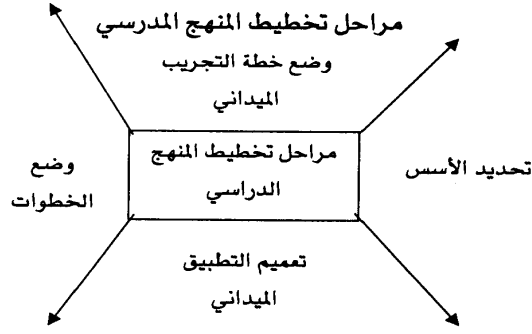 مراحل تخطيط المنهج المدرسي
وضع خطة التجريب
الميداني
تحديد الأسس
مراحل تخطيط المنهج
الدراسي
وضع
الخطوات
تعميم التطبيق
الميداني